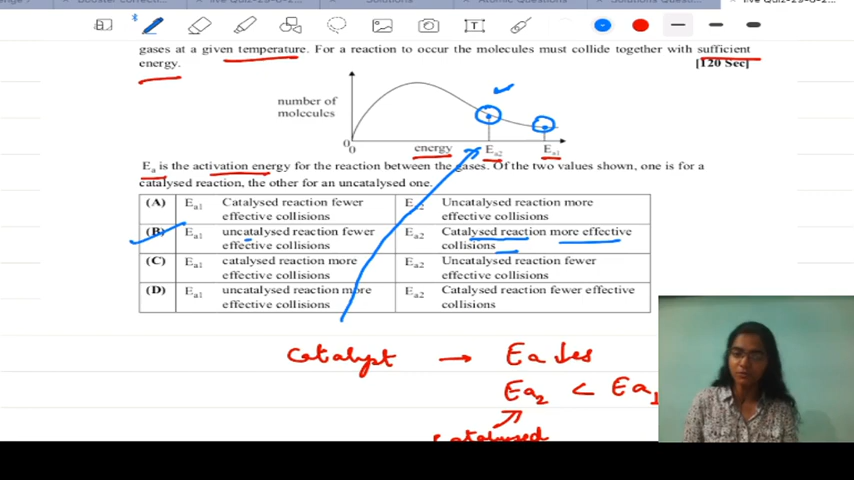 Solutions
gases at a given temperature. For a reaction to occur the molecules must collide together with sufficient
energy. [120 Sec]
number of
molecules
0
0 energy Ea2 Ea1
Ea is the activation energy for the reaction between the gases. Of the two values shown, one is for a
catalysed reaction, the other for an uncatalysed one.
(A) Ea1 Catalysed reaction fewer effective collisions Ea2 Uncatalysed reaction more effective collisions
(B) Ea1 uncatalysed reaction fewer effective collisions Ea2 Catalysed reaction more effective collisions
(C) Ea1 catalysed reaction more effective collisions Ea2 Uncatalysed reaction fewer effective collisions
(D) Ea1 uncatalysed reaction more effective collisions Ea2 Catalysed reaction fewer effective collisions
Catalyst → Ea ↓es
Ea2 < Ea1
Catalysed